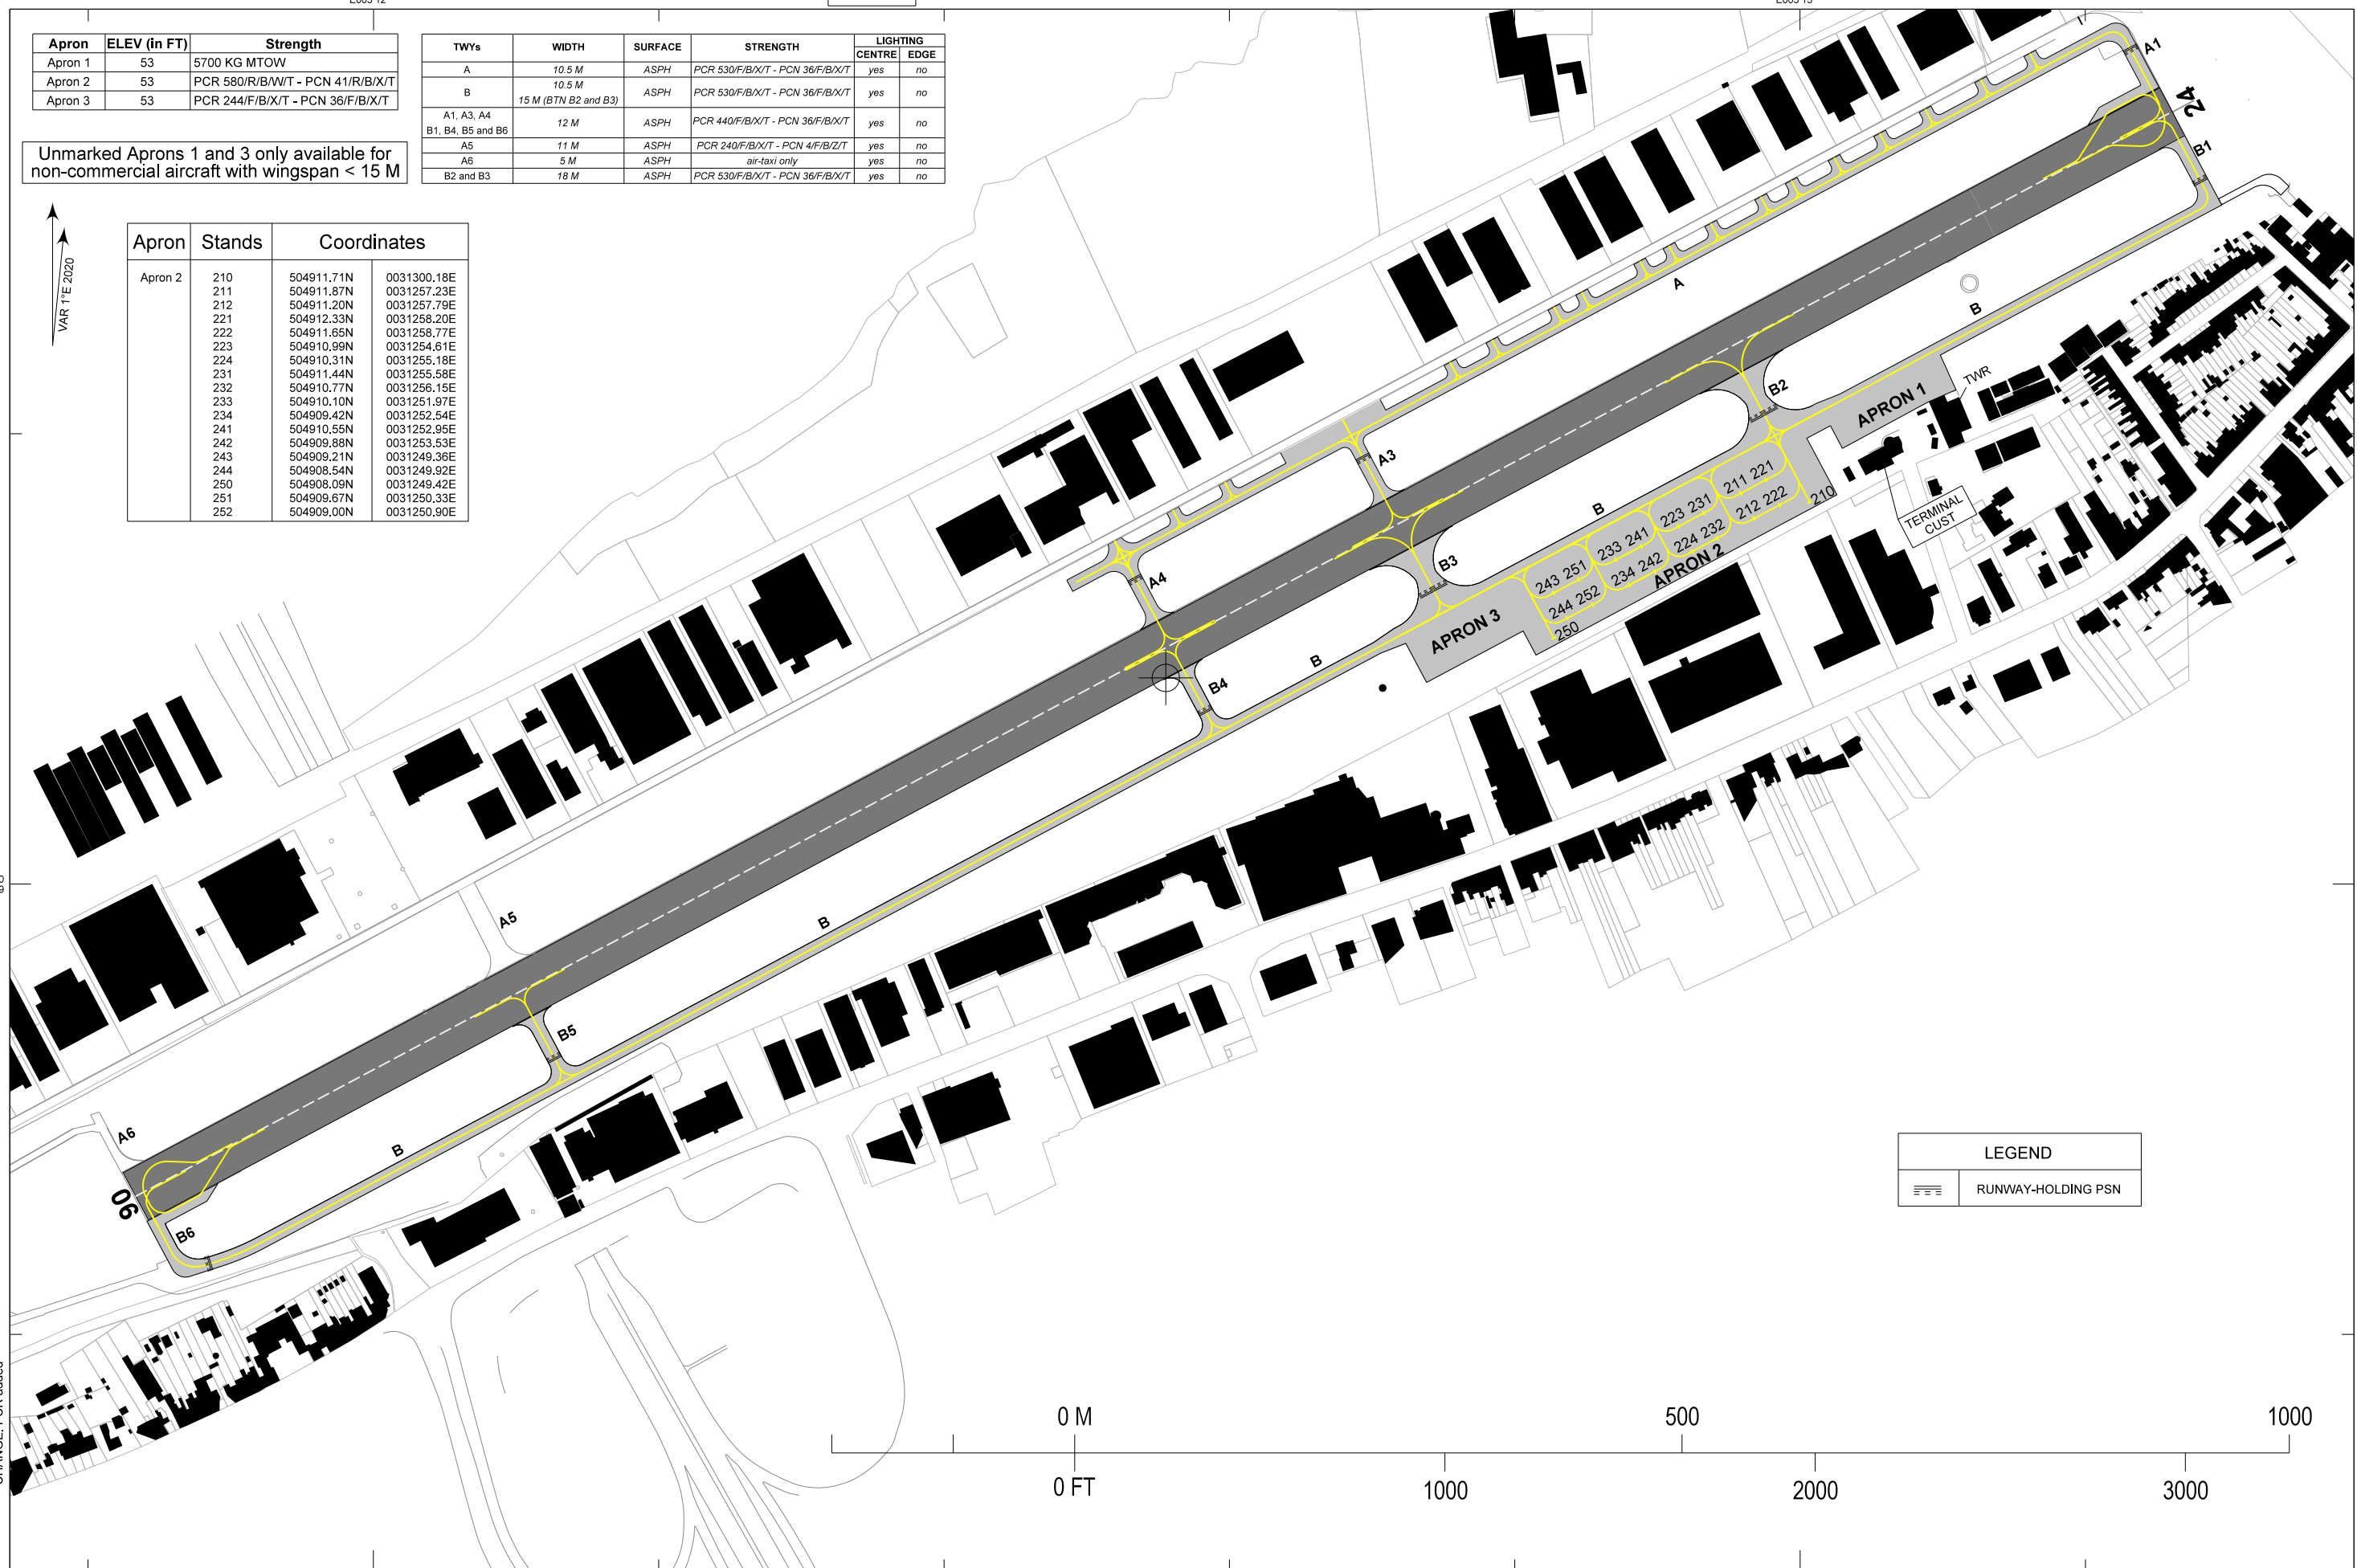 Apron ELEV (in FT) Strength
Apron 1 53 5700 KG MTOW
Apron 2 53 PCR 580/R/B/W/T - PCN 41/R/B/X/T
Apron 3 53 PCR 244/F/B/X/T - PCN 36/F/B/X/T
TWYs WIDTH SURFACE STRENGTH LIGHTING
CENTRE EDGE
A 10.5 M ASPH PCR 530/F/B/X/T - PCN 36/F/B/X/T yes no
B 10.5 M
15 M (BTN B2 and B3) ASPH PCR 530/F/B/X/T - PCN 36/F/B/X/T yes no
A1, A3, A4
B1, B4, B5 and B6 12 M ASPH PCR 440/F/B/X/T - PCN 36/F/B/X/T yes no
A5 11 M ASPH PCR 240/F/B/X/T - PCN 4/F/B/Z/T yes no
A6 5 M ASPH air-taxi only yes no
B2 and B3 18 M ASPH PCR 530/F/B/X/T - PCN 36/F/B/X/T yes no
Unmarked Aprons 1 and 3 only available for
non-commercial aircraft with wingspan < 15 M
VAR 1°E 2020
Apron Stands Coordinates
Apron 2 210 504911.71N 0031300.18E
211 504911.87N 0031257.23E
212 504911.20N 0031257.79E
221 504912.33N 0031258.20E
222 504911.65N 0031258.77E
223 504910.99N 0031254.61E
224 504910.31N 0031255.18E
231 504911.44N 0031255.58E
232 504910.77N 0031256.15E
233 504910.10N 0031251.97E
234 504909.42N 0031252.54E
241 504910.55N 0031252.95E
242 504909.88N 0031253.53E
243 504909.21N 0031249.36E
244 504908.54N 0031249.92E
250 504908.09N 0031249.42E
251 504909.67N 0031250.33E
252 504909.00N 0031250.90E
A1
24
B1
A
B
B2
APRON 1
TWR
TERMINAL
CUST
A3
B
211 221
212 222
210
223 231
224 232
APRON 2
233 241
234 242
243 251
244 252
250
B3
APRON 3
A4
B
B4
A5
B
B5
A6
B
06
B6
LEGEND
RUNWAY-HOLDING PSN
0 M 500 1000
0 FT 1000 2000 3000